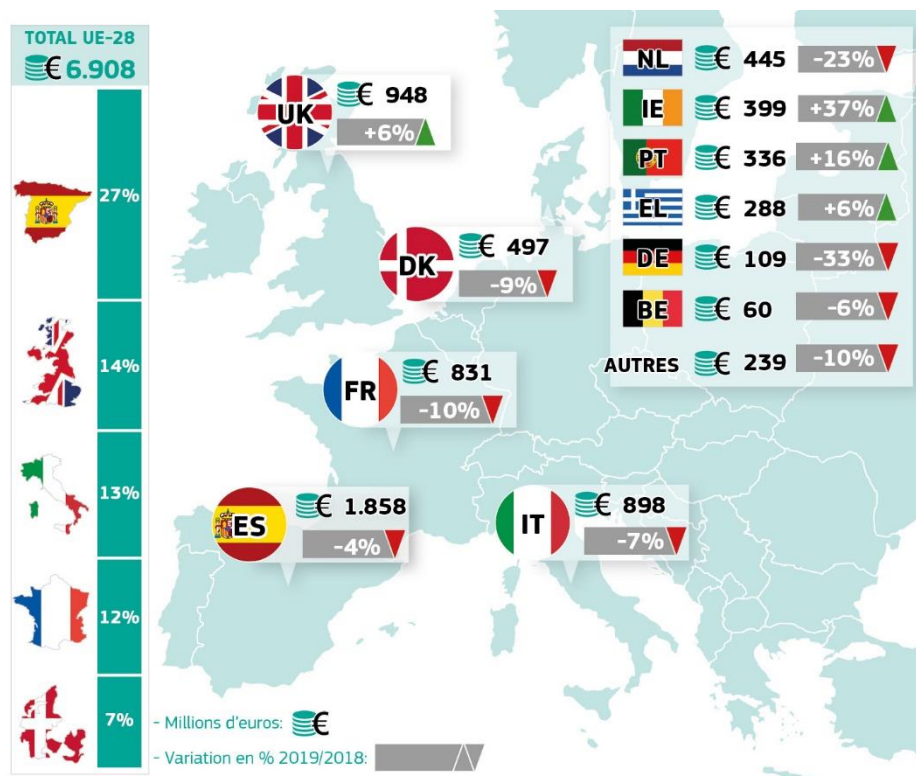 TOTAL UE-28
€ 6.908
27%
14%
13%
12%
7%
UK
€ 948
+6%
DK
€ 497
-9%
FR
€ 831
-10%
ES
€ 1.858
-4%
IT
€ 898
-7%
NL € 445 -23%
IE € 399 +37%
PT € 336 +16%
EL € 288 +6%
DE € 109 -33%
BE € 60 -6%
AUTRES € 239 -10%
- Millions d'euros: €
- Variation en % 2019/2018: